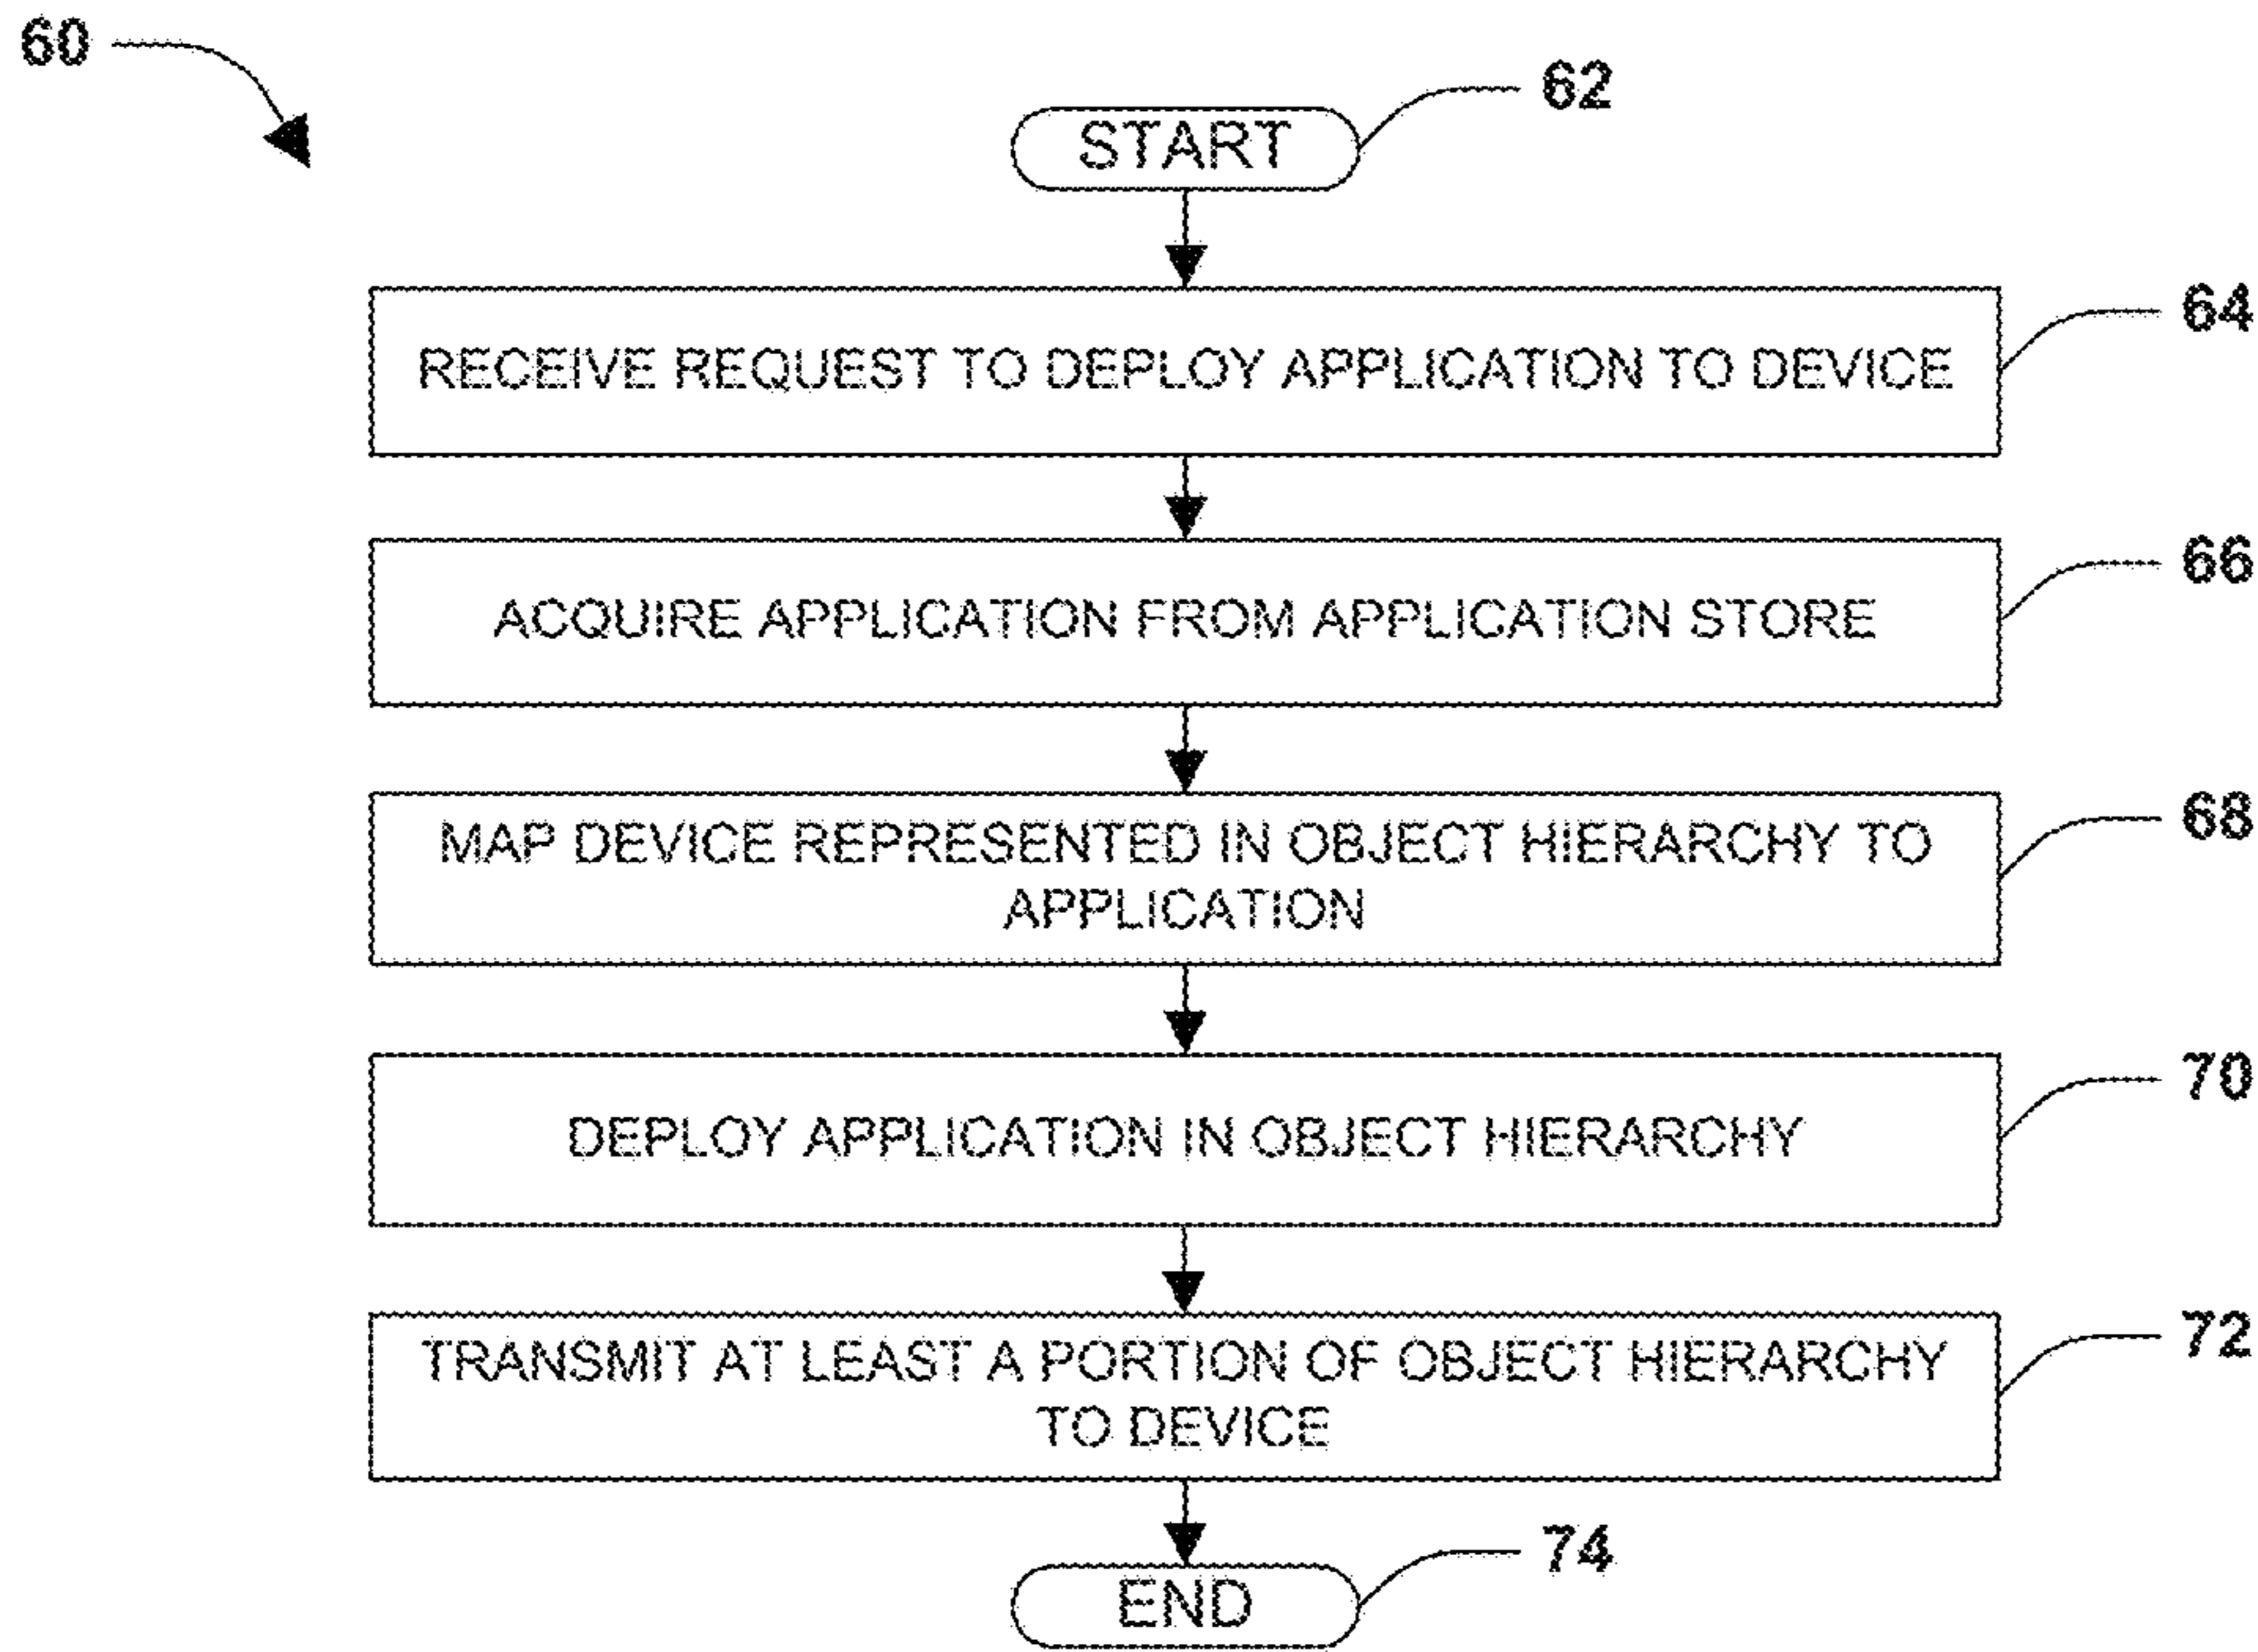 60
62
START
64
RECEIVE REQUEST TO DEPLOY APPLICATION TO DEVICE
66
ACQUIRE APPLICATION FROM APPLICATION STORE
68
MAP DEVICE REPRESENTED IN OBJECT HIERARCHY TO
APPLICATION
70
DEPLOY APPLICATION IN OBJECT HIERARCHY
72
TRANSMIT AT LEAST A PORTION OF OBJECT HIERARCHY
TO DEVICE
74
END